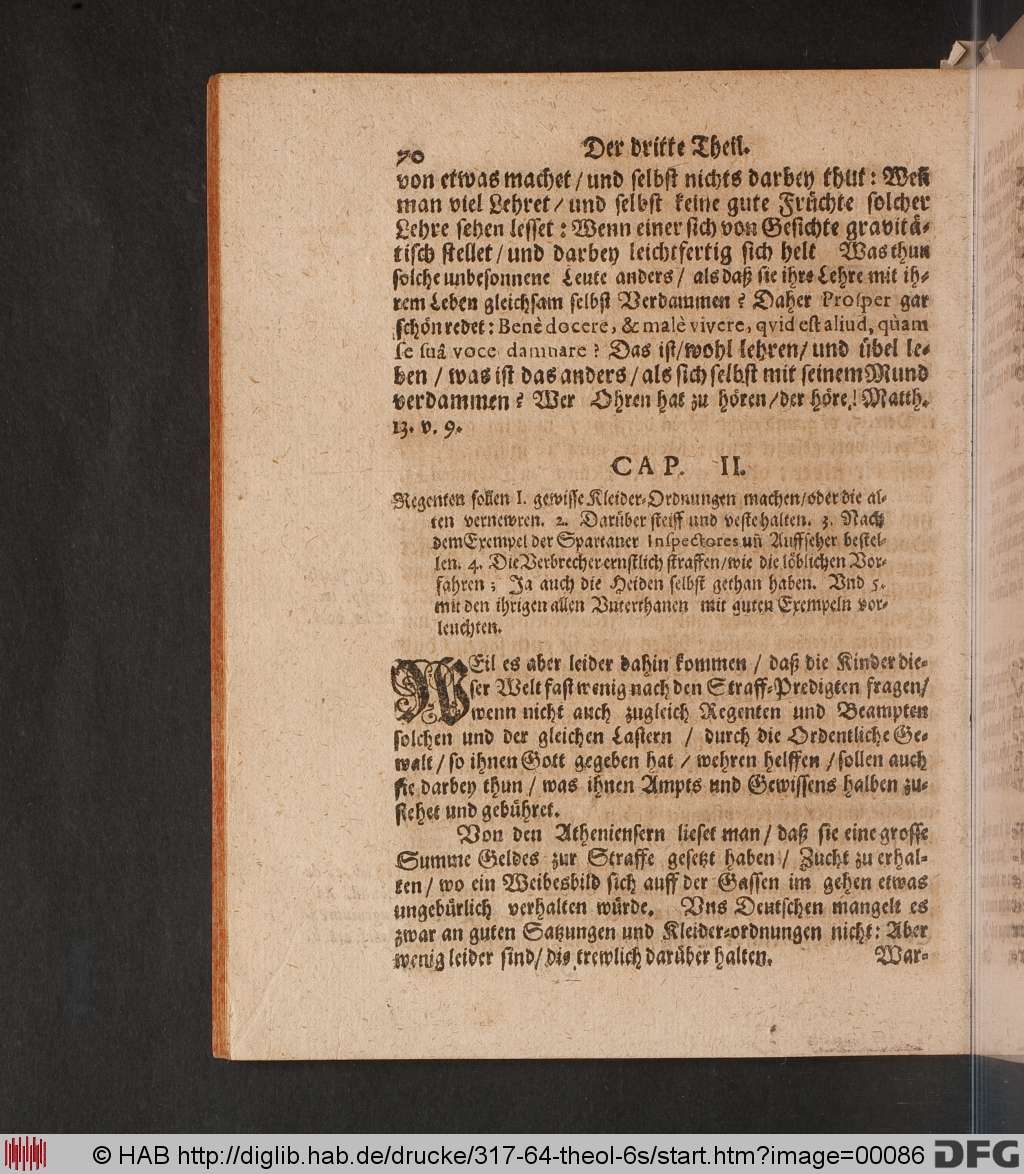 70 Der dritte Theil.
von etwas machet / und selbst nichts darbey thut: Weñ
man viel Lehret / und selbst keine gute Früchte solcher
Lehre sehen lesset: Wenn einer sich von Gesichte gravitä-
tisch stellet / und darbey leichtfertig sich helt Was thun
solche unbesonnene Leute anders / als daß sie ihre Lehre mit ih-
rem Leben gleichsam selbst Verdammen? Daher Prosper gar
schön redet: Benè docere, & malè vivere, qvid est aliud, qùam
se suâ voce damnare? Das ist / wohl lehren / und übel le-
ben / was ist das anders / als sich selbst mit seinem Mund
verdammen? Wer Ohren hat zu hören / der höre! Matth.
13. v. 9.
CAP. II.
Regenten sollen I. gewisse Kleider-Ordnungen machen / oder die al-
ten vernewren. 2. Darüber steiff und veste halten. 3. Nach
dem Exempel der Spartaner Inspectores uñ Auffseher bestel-
len. 4. Die Verbrecher ernstlich straffen / wie die löblichen Vor-
fahren; Ja auch die Heiden selbst gethan haben. Vnd 5.
mit den ihrigen allen Vnterthanen mit guten Exempeln vor-
leuchten.
WEil es aber leider dahin kommen / daß die Kinder die-
ser Welt fast wenig nach den Straff-Predigten fragen /
wenn nicht auch zugleich Regenten und Beampten
solchen und der gleichen Lastern / durch die Ordentliche Ge-
walt / so ihnen Gott gegeben hat / wehren helffen / sollen auch
sie darbey thun / was ihnen Ampts und Gewissens halben zu-
stehet und gebühret.
Von den Atheniensern lieset man / daß sie eine grosse
Summe Geldes zur Straffe gesetzt haben / Zucht zu erhal-
ten / wo ein Weibesbild sich auff der Gassen im gehen etwas
ungebürlich verhalten würde. Vns Deutschen mangelt es
zwar an guten Satzungen und Kleider-ordnungen nicht: Aber
wenig leider sind / die trewlich darüber halten. War-
© HAB http://diglib.hab.de/drucke/317-64-theol-6s/start.htm?image=00086 DFG